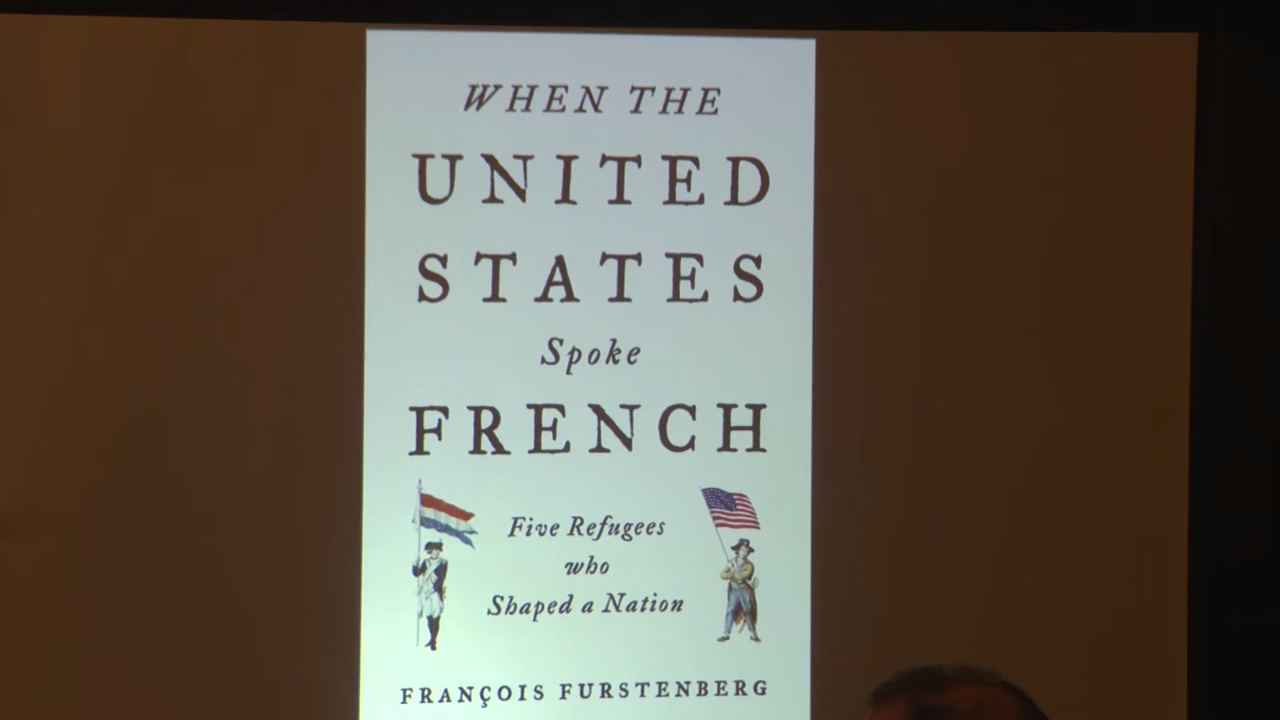 WHEN THE
UNITED
STATES
Spoke
FRENCH
Five Refugees
who
Shaped a Nation
FRANÇOIS FURSTENBERG